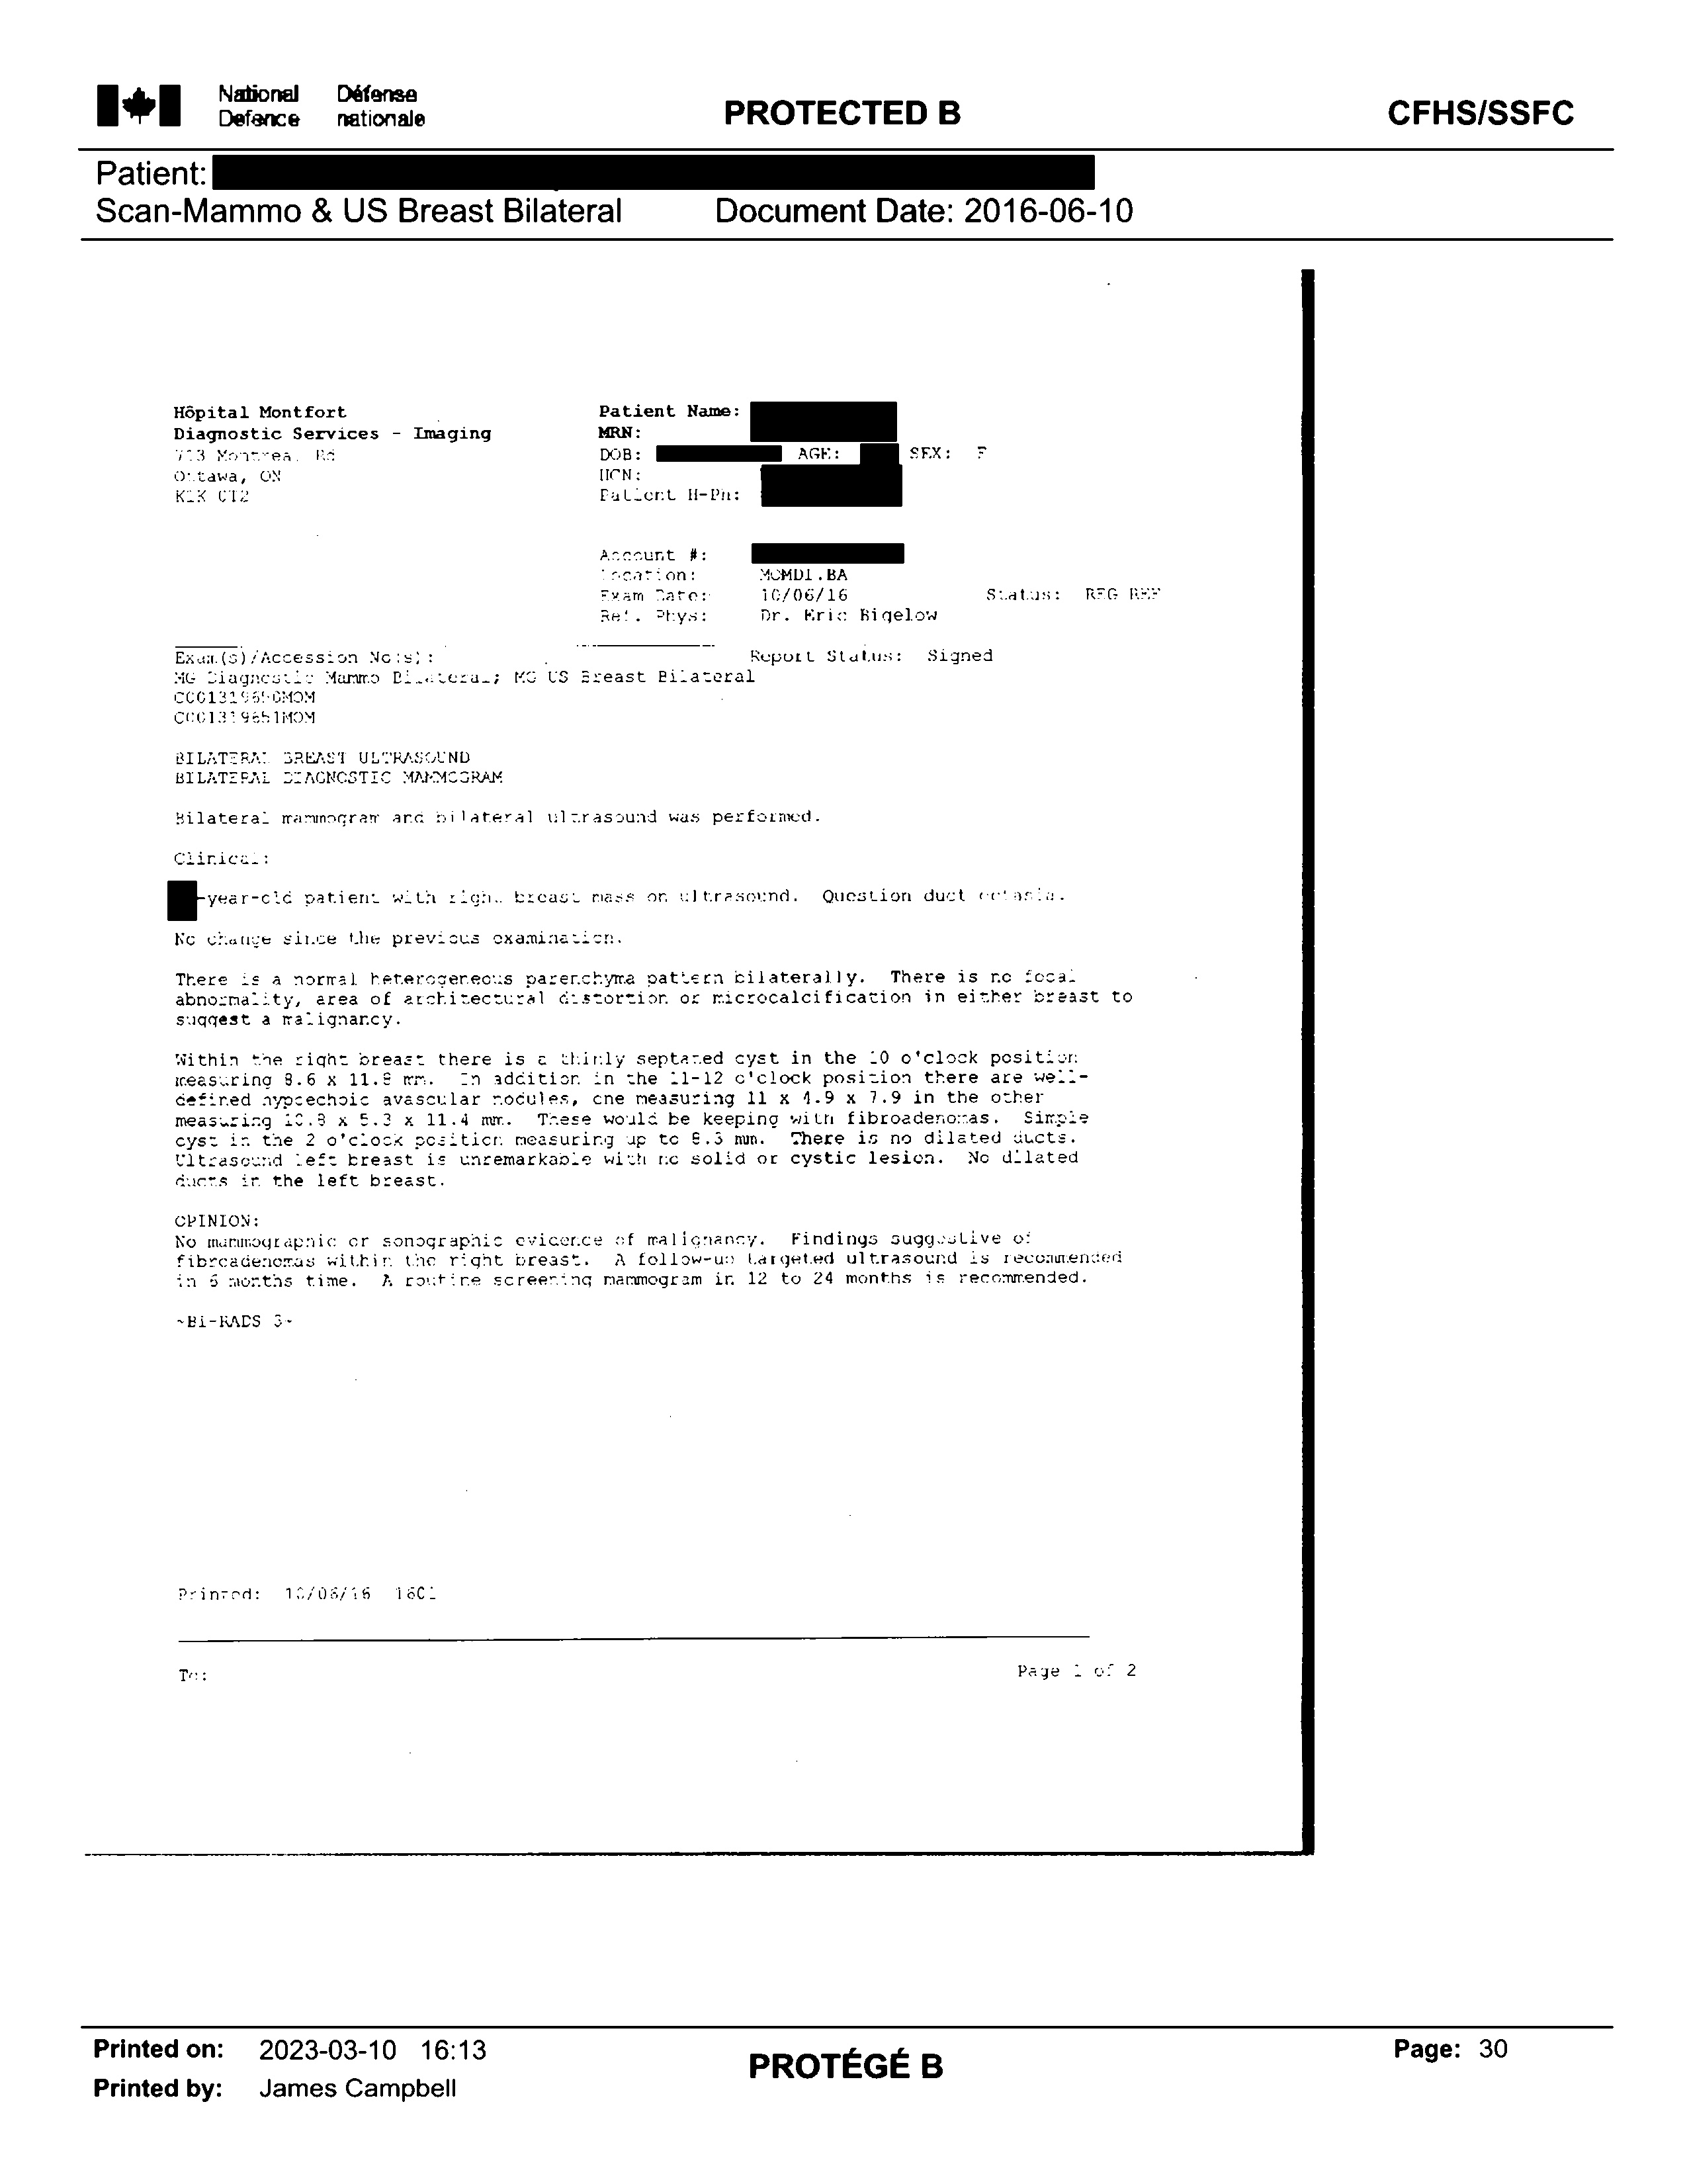 National Défense
Defence nationale
PROTECTED B
CFHS/SSFC
Patient:
Scan-Mammo & US Breast Bilateral Document Date: 2016-06-10
Hôpital Montfort
Diagnostic Services - Imaging
713 Montreal Rd
Ottawa, ON
K1K 0T2
Patient Name:
MRN:
DOB: AGE: SEX: F
HCN:
Patient H-Ph:
Account #:
Location: MOMDI.BA
Exam Date: 10/06/16 Status: REG REF
Ref. Phys: Dr. Eric Bigelow
Exam(s)/Accession No(s): Report Status: Signed
MG Diagnostic Mammo Bilateral; MG US Breast Bilateral
BILATERAL BREAST ULTRASOUND
BILATERAL DIAGNOSTIC MAMMOGRAM
Bilateral mammogram and bilateral ultrasound was performed.
Clinical:
-year-old patient with right breast mass on ultrasound. Question duct ectasia.
No change since the previous examination.
There is a normal heterogeneous parenchyma pattern bilaterally. There is no focal
abnormality, area of architectural distortion or microcalcification in either breast to
suggest a malignancy.
Within the right breast there is a thinly septated cyst in the 10 o'clock position
measuring 8.6 x mm. In addition in the 11-12 o'clock position there are well-
defined hypoechoic avascular nodules, one measuring 11 x 4.9 x 7.9 in the other
measuring 10.8 x 5.3 x 11.4 mm. These would be keeping with fibroadenomas. Simple
cyst in the 2 o'clock position measuring up to mm. There is no dilated ducts.
Ultrasound left breast is unremarkable with no solid or cystic lesion. No dilated
ducts in the left breast.
OPINION:
No mammographic or sonographic evidence of malignancy. Findings suggestive of
fibroadenomas within the right breast. A follow-up targeted ultrasound is recommended
in 6 months time. A routine screening mammogram in 12 to 24 months is recommended.
~Bi-RADS 3~
Printed: 10/06/16 1601
To: Page 1 of 2
Printed on: 2023-03-10 16:13
Printed by: James Campbell
PROTÉGÉ B
Page: 30